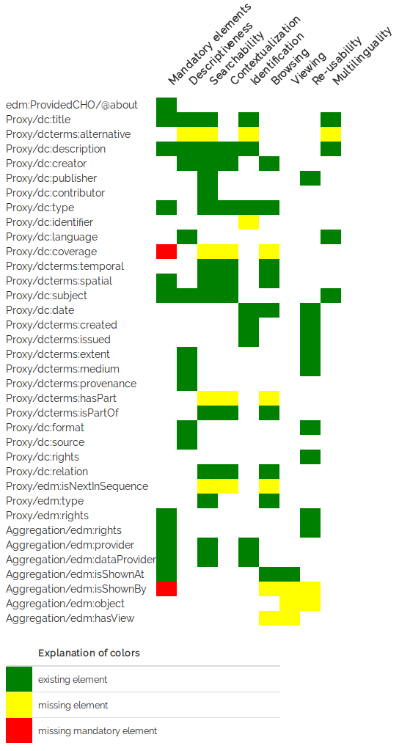 Mandatory elements
Descriptiveness
Searchability
Contextualization
Identification
Browsing
Viewing
Re-usability
Multilinguality
edm:ProvidedCHO/@about
Proxy/dc:title
Proxy/dcterms:alternative
Proxy/dc:description
Proxy/dc:creator
Proxy/dc:publisher
Proxy/dc:contributor
Proxy/dc:type
Proxy/dc:identifier
Proxy/dc:language
Proxy/dc:coverage
Proxy/dcterms:temporal
Proxy/dcterms:spatial
Proxy/dc:subject
Proxy/dc:date
Proxy/dcterms:created
Proxy/dcterms:issued
Proxy/dcterms:extent
Proxy/dcterms:medium
Proxy/dcterms:provenance
Proxy/dcterms:hasPart
Proxy/dcterms:isPartOf
Proxy/dc:format
Proxy/dc:source
Proxy/dc:rights
Proxy/dc:relation
Proxy/edm:isNextInSequence
Proxy/edm:type
Proxy/edm:rights
Aggregation/edm:rights
Aggregation/edm:provider
Aggregation/edm:dataProvider
Aggregation/edm:isShownAt
Aggregation/edm:isShownBy
Aggregation/edm:object
Aggregation/edm:hasView
Explanation of colors
existing element
missing element
missing mandatory element